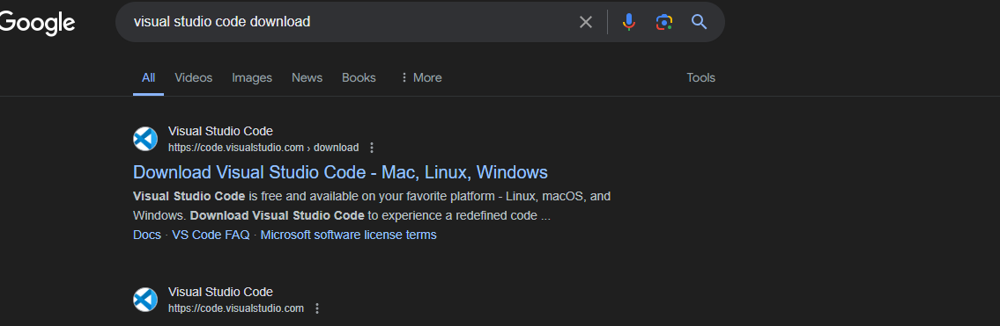 Google
visual studio code download
All Videos Images News Books More Tools
Visual Studio Code
https://code.visualstudio.com › download
Download Visual Studio Code - Mac, Linux, Windows
Visual Studio Code is free and available on your favorite platform - Linux, macOS, and
Windows. Download Visual Studio Code to experience a redefined code ...
Docs · VS Code FAQ · Microsoft software license terms
Visual Studio Code
https://code.visualstudio.com